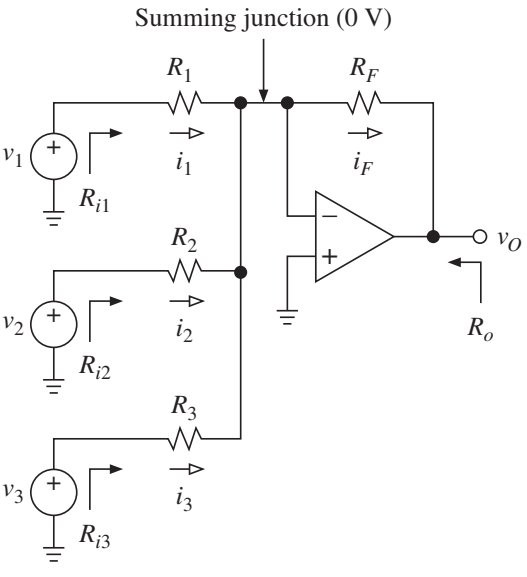 Summing junction (0 V)
R1 RF
v1 + i1 iF
Ri1
R2 − vO
+
v2 + i2 Ro
Ri2
R3
v3 + i3
Ri3